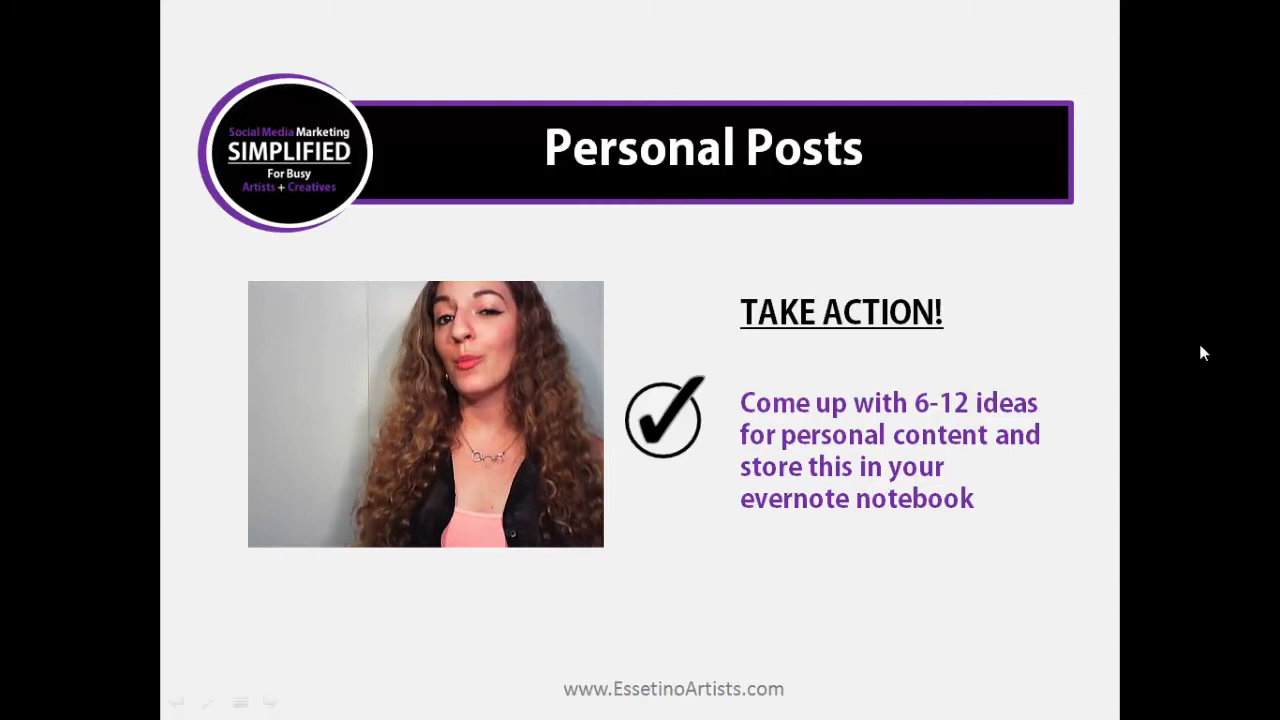 Social Media Marketing
SIMPLIFIED
For Busy
Artists + Creatives
Personal Posts
TAKE ACTION!
Come up with 6-12 ideas
for personal content and
store this in your
evernote notebook
www.EssetinoArtists.com